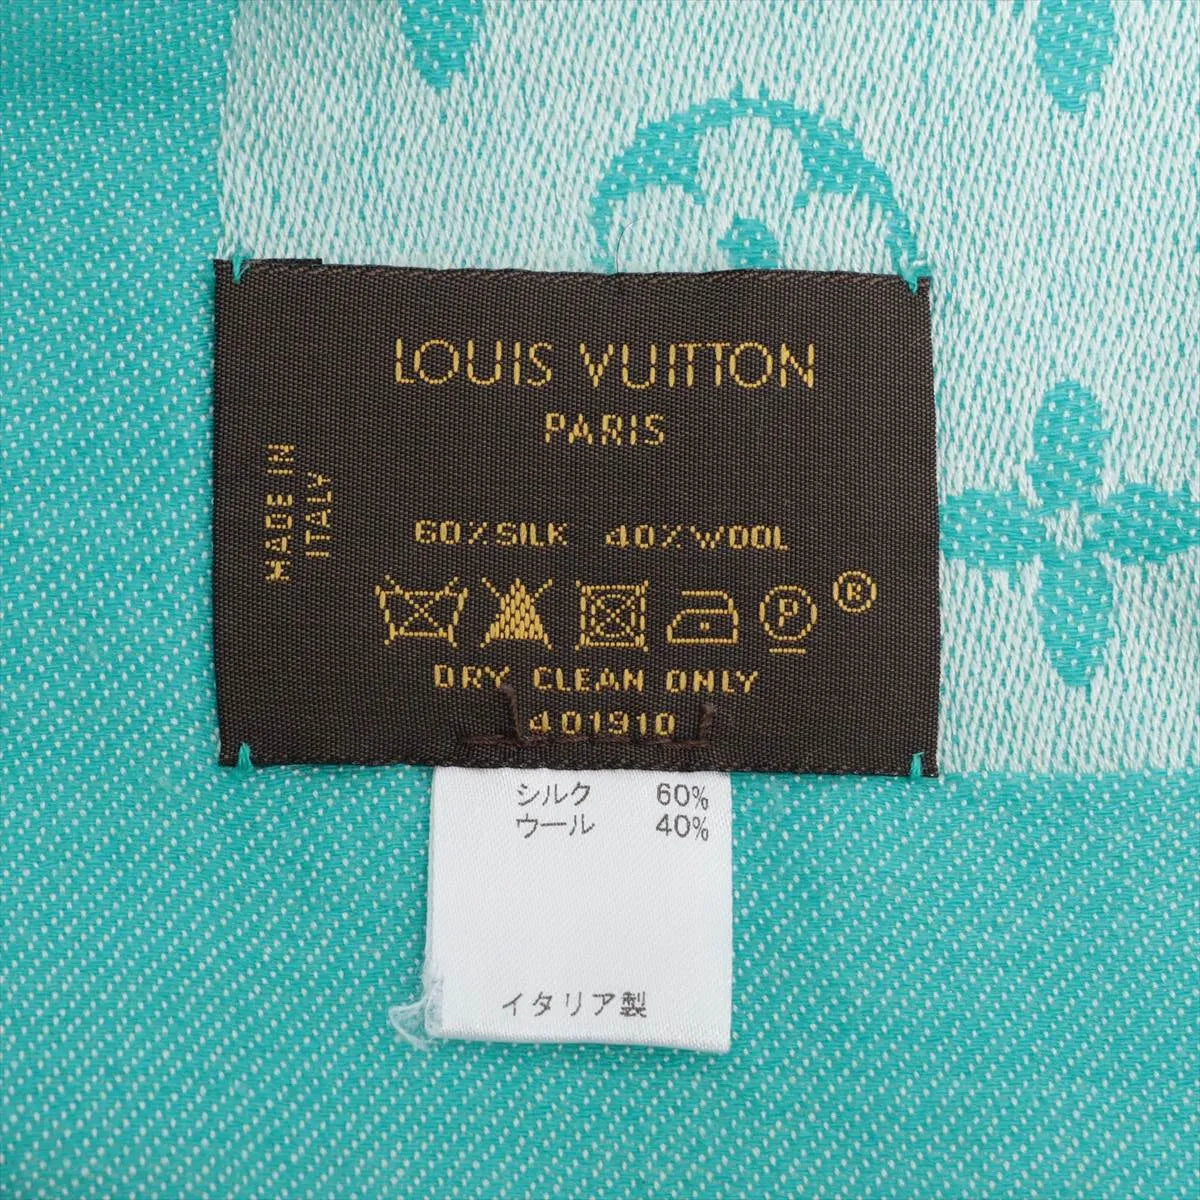 LOUIS VUITTON
PARIS
MADE IN
ITALY
60%SILK 40%WOOL
P
®
DRY CLEAN ONLY
401910
シルク 60%
ウール 40%
イタリア製